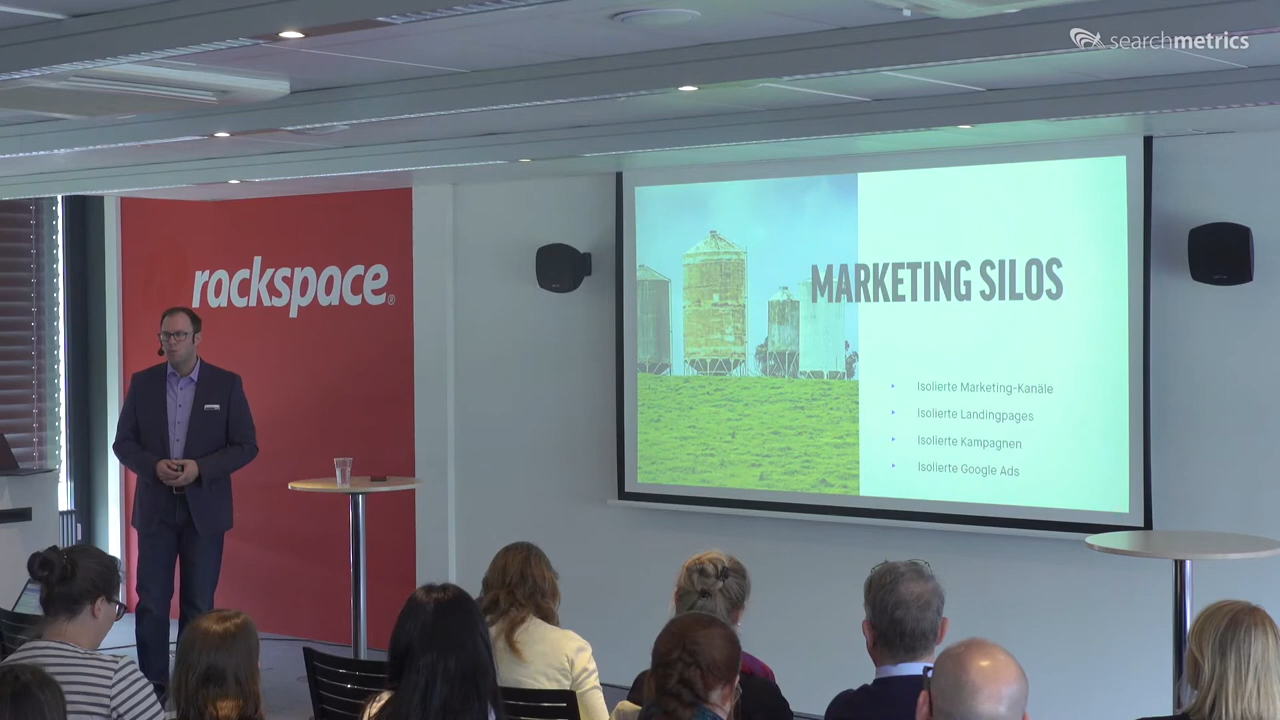 searchmetrics
rackspace®
MARKETING SILOS
Isolierte Marketing-Kanäle
Isolierte Landingpages
Isolierte Kampagnen
Isolierte Google Ads